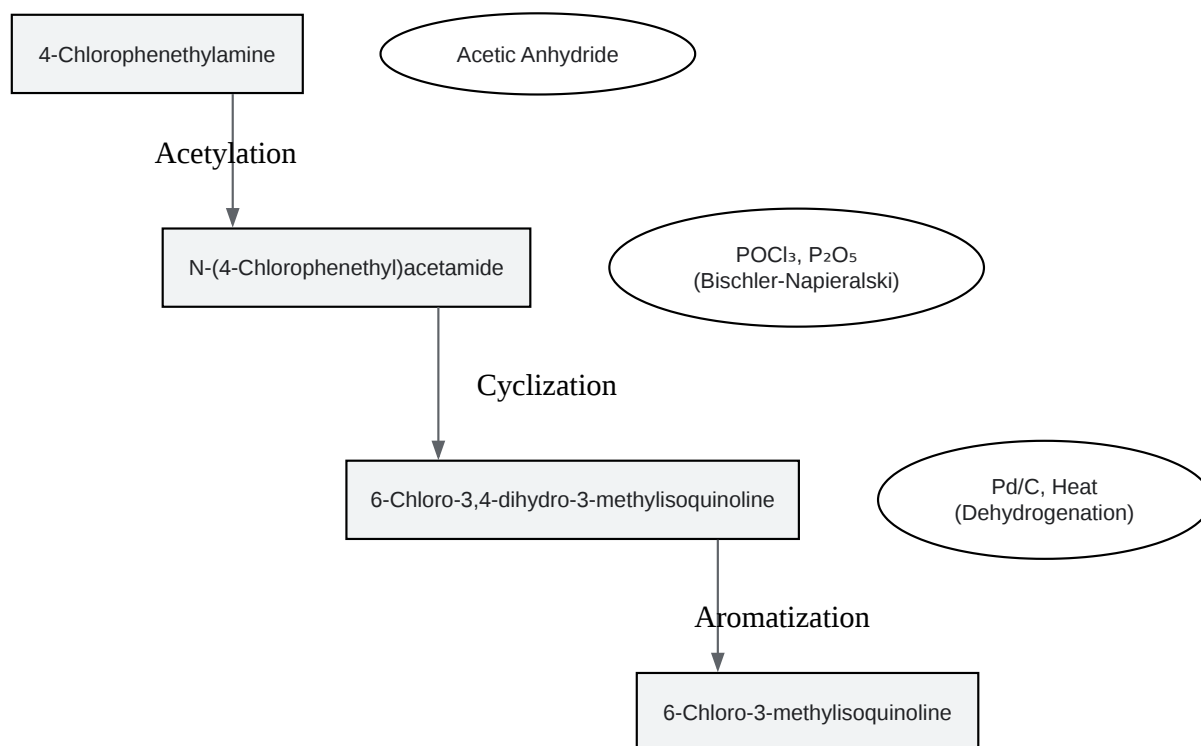 4-Chlorophenethylamine
Acetic Anhydride
Acetylation
N-(4-Chlorophenethyl)acetamide
POCl₃, P₂O₅
(Bischler-Napieralski)
Cyclization
6-Chloro-3,4-dihydro-3-methylisoquinoline
Pd/C, Heat
(Dehydrogenation)
Aromatization
6-Chloro-3-methylisoquinoline